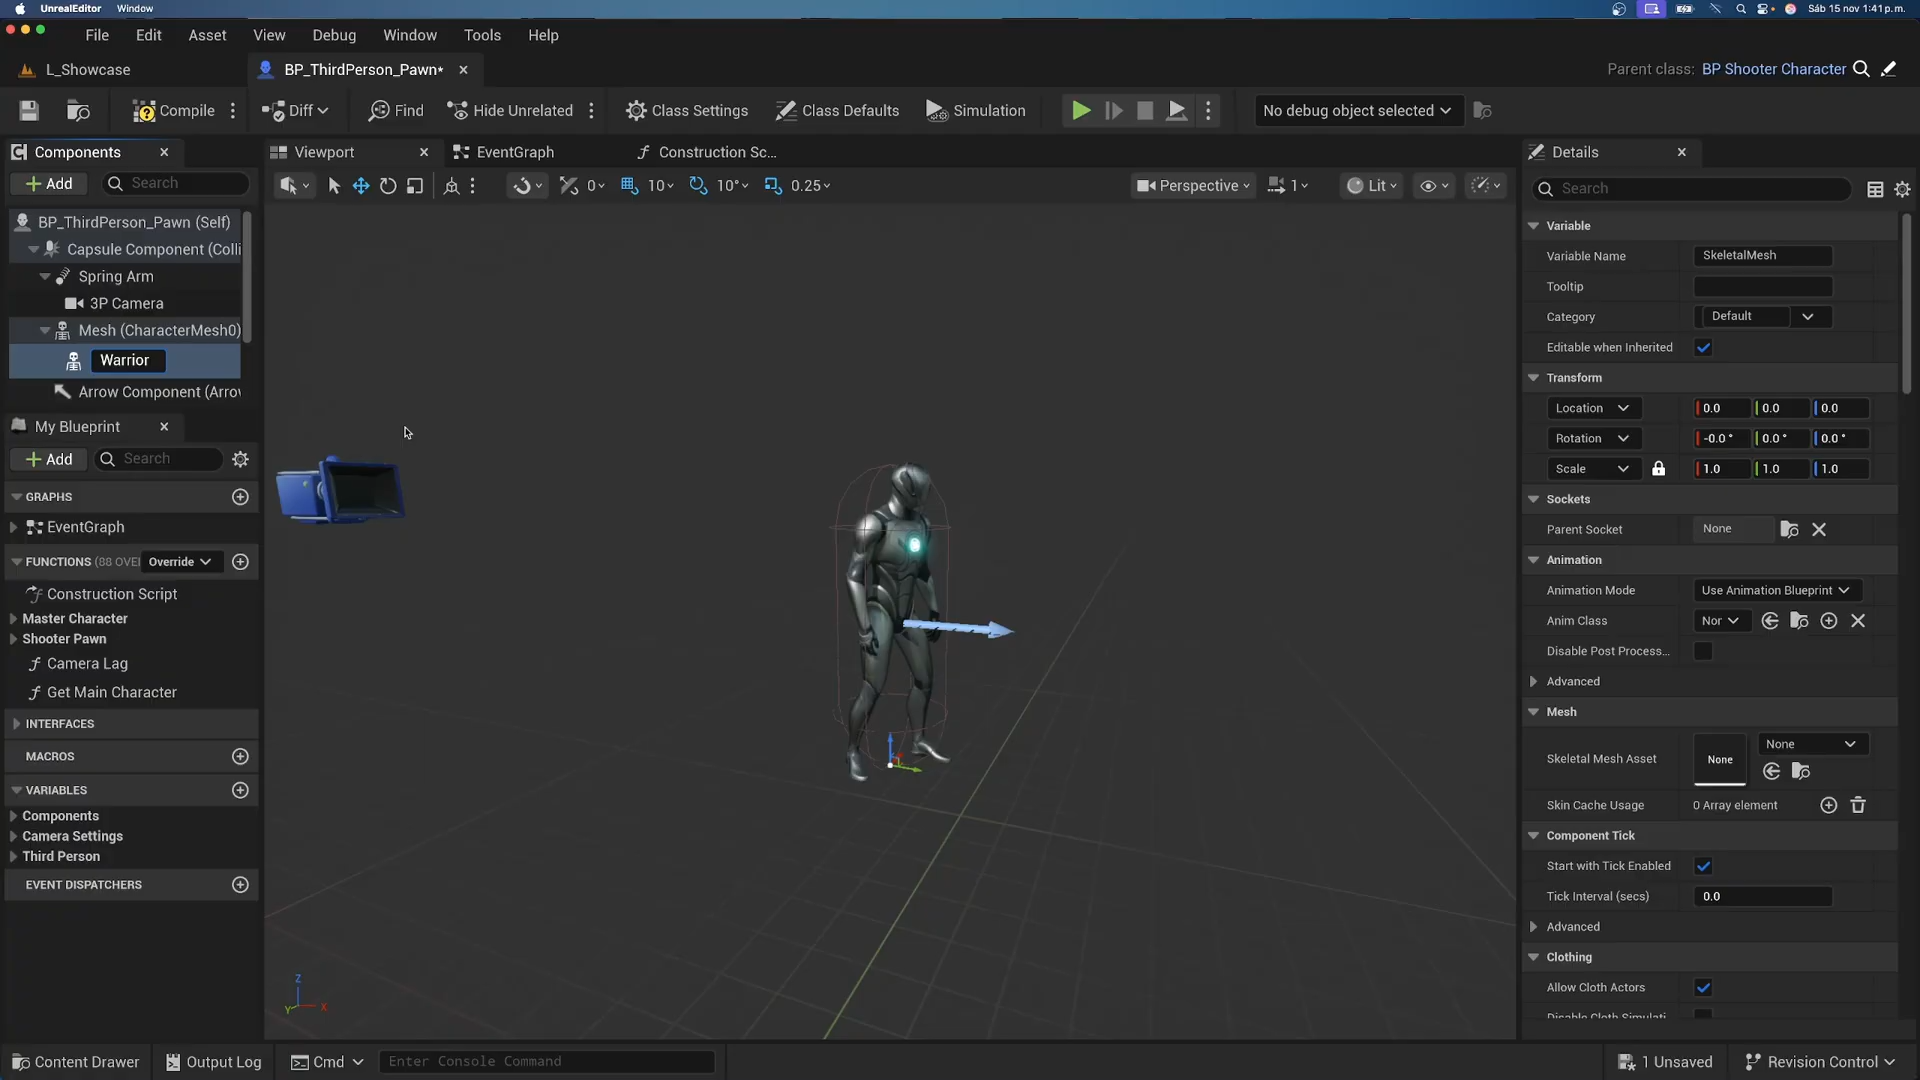 UnrealEditor Window Sáb 15 nov 1:41 p.m.
File Edit Asset View Debug Window Tools Help
L_Showcase BP_ThirdPerson_Pawn* Parent class: BP Shooter Character
Compile Diff Find Hide Unrelated Class Settings Class Defaults Simulation No debug object selected
Components Viewport EventGraph Construction Sc... Details
Add Search 0 10 10° 0.25 Perspective 1 Lit Search
BP_ThirdPerson_Pawn (Self)
Capsule Component (Colli
Spring Arm
3P Camera
Mesh (CharacterMesh0)
Warrior
Arrow Component (Arrow
My Blueprint
Add Search
GRAPHS
EventGraph
FUNCTIONS (88 OVE Override
Construction Script
Master Character
Shooter Pawn
Camera Lag
Get Main Character
INTERFACES
MACROS
VARIABLES
Components
Camera Settings
Third Person
EVENT DISPATCHERS
Z
Y X
Variable
Variable Name SkeletalMesh
Tooltip
Category Default
Editable when Inherited
Transform
Location 0.0 0.0 0.0
Rotation -0.0 ° 0.0 ° 0.0 °
Scale 1.0 1.0 1.0
Sockets
Parent Socket None
Animation
Animation Mode Use Animation Blueprint
Anim Class Nor
Disable Post Process...
Advanced
Mesh
Skeletal Mesh Asset None None
Skin Cache Usage 0 Array element
Component Tick
Start with Tick Enabled
Tick Interval (secs) 0.0
Advanced
Clothing
Allow Cloth Actors
Disable Cloth Simulati
Content Drawer Output Log Cmd Enter Console Command 1 Unsaved Revision Control